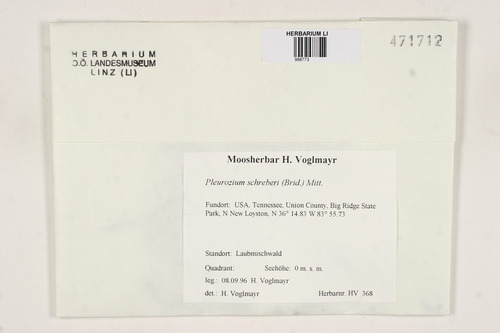 HERBARIUM LI
588773
471712
HERBARIUM
O.Ö. LANDESMUSEUM
LINZ (LI)
Moosherbar H. Voglmayr
Pleurozium schreberi (Brid.) Mitt.
Fundort: USA, Tennessee, Union County, Big Ridge State
Park, N New Loyston, N 36° 14.83 W 83° 55.73
Standort: Laubmischwald
Quadrant: Seehöhe: 0 m. s. m.
leg.: 08.09.96 H. Voglmayr
det.: H. Voglmayr Herbarnr. HV 368